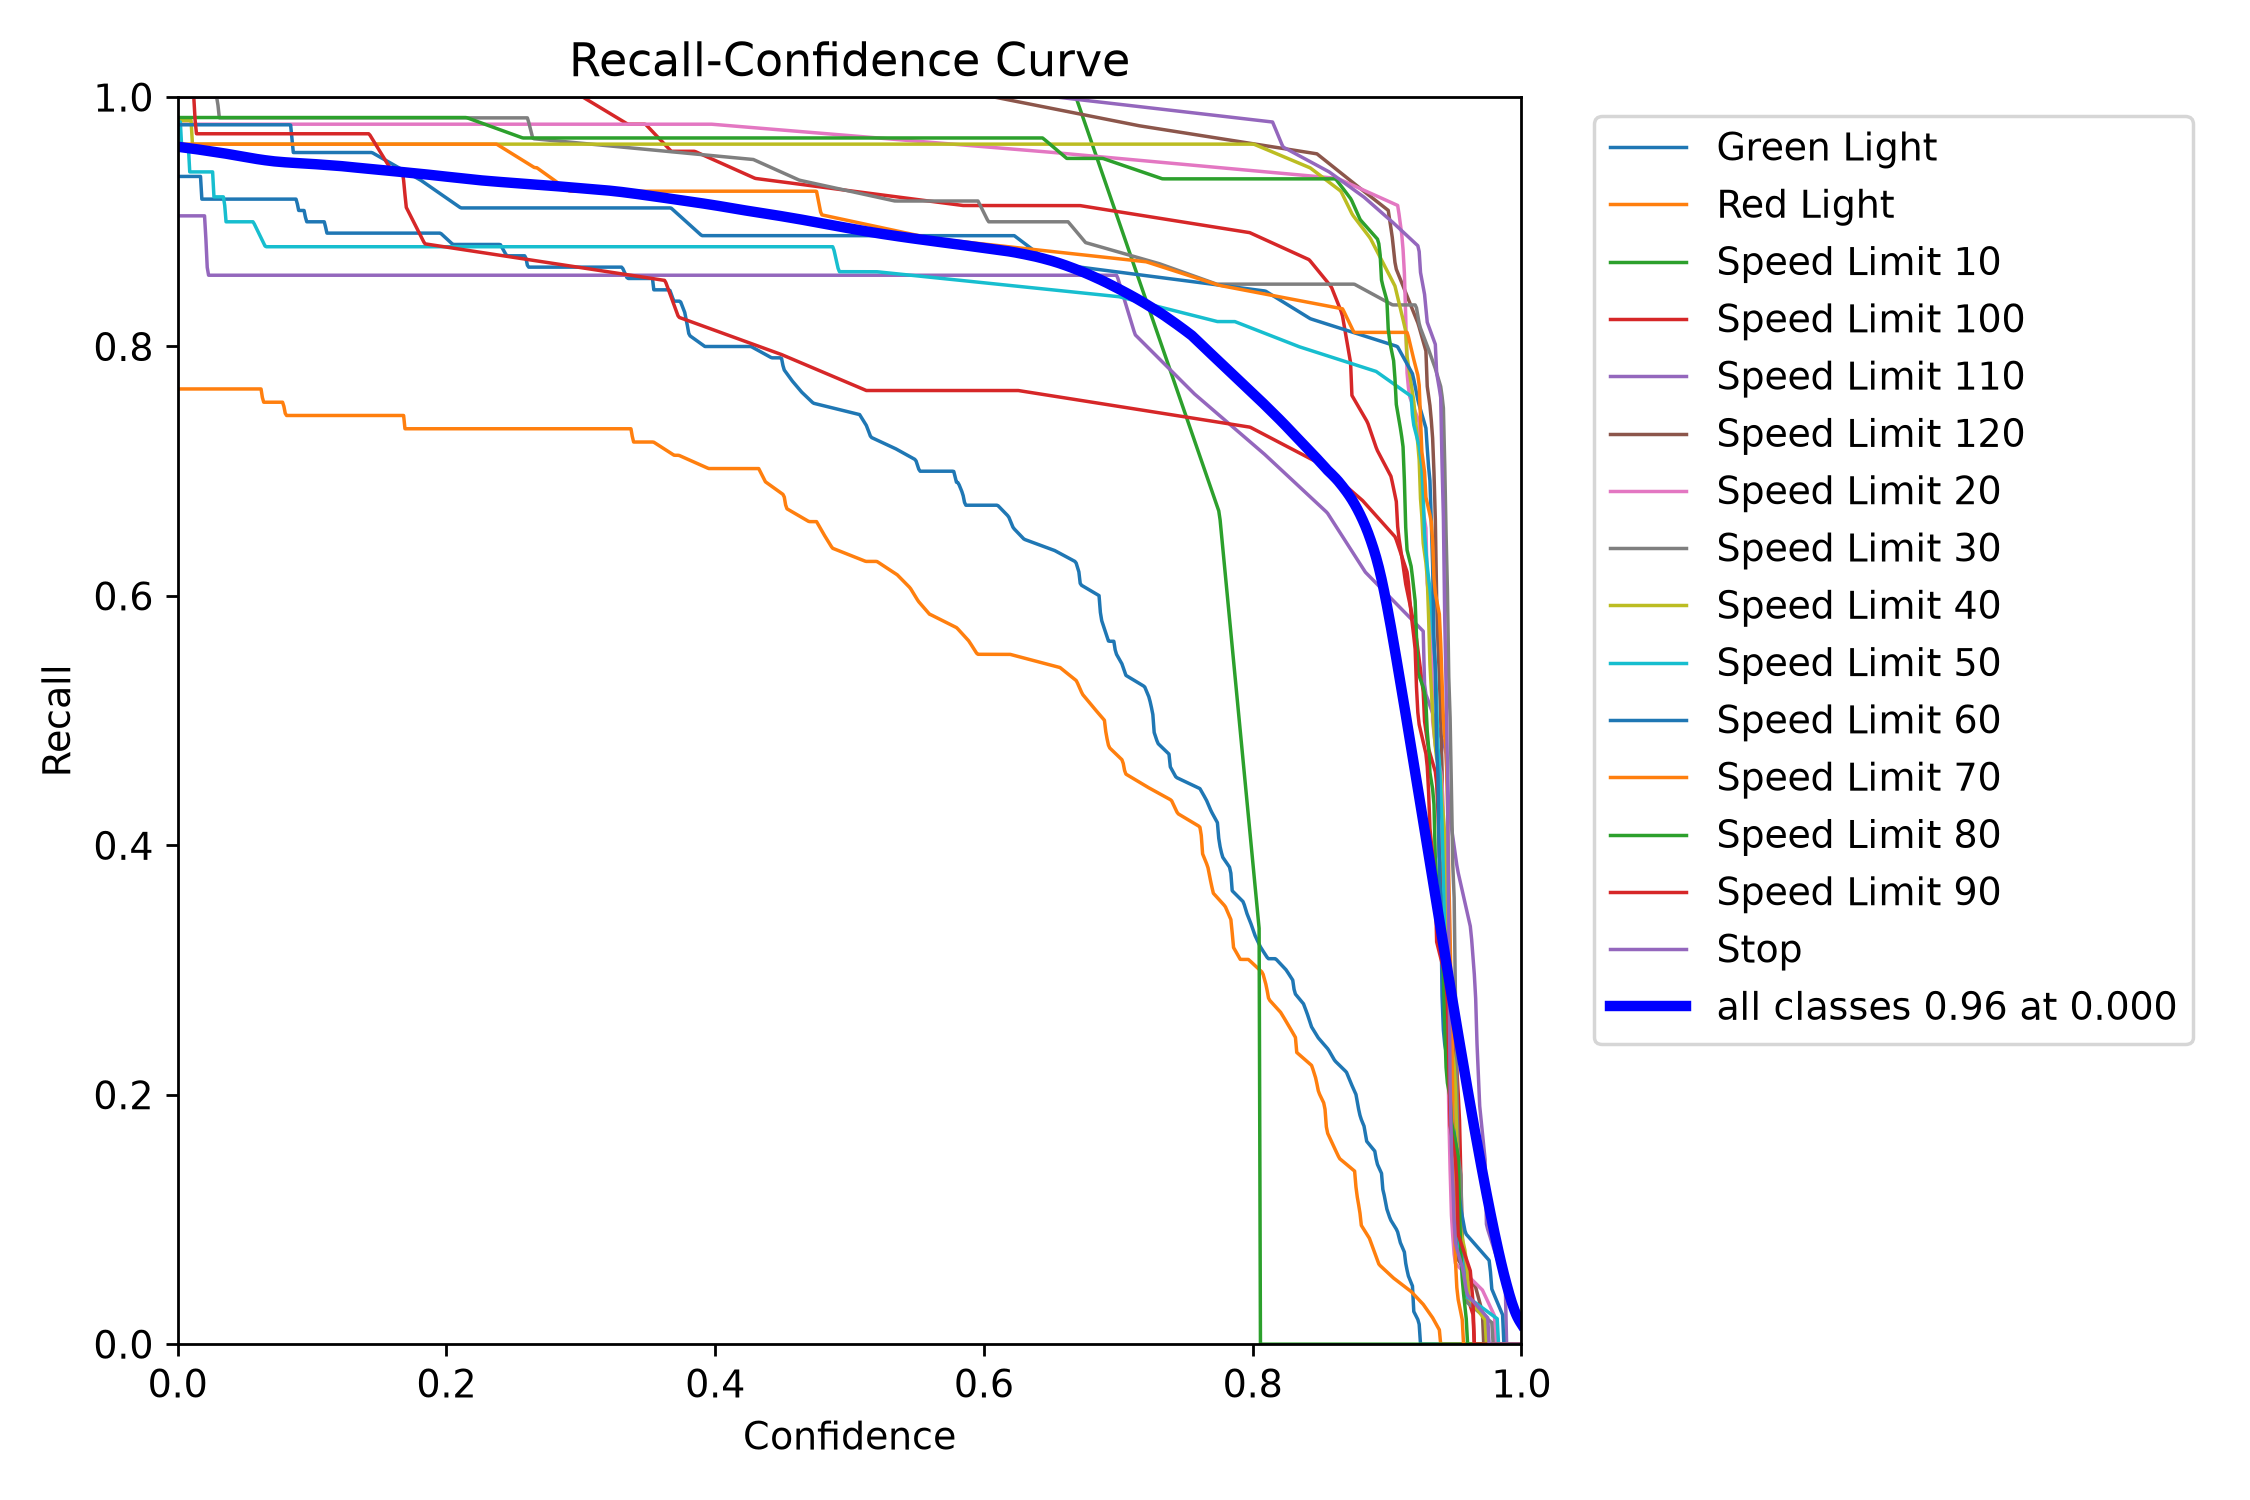 Recall-Confidence Curve
1.0
0.8
0.6
0.4
0.2
0.0
Recall
0.0 0.2 0.4 0.6 0.8 1.0
Confidence
Green Light
Red Light
Speed Limit 10
Speed Limit 100
Speed Limit 110
Speed Limit 120
Speed Limit 20
Speed Limit 30
Speed Limit 40
Speed Limit 50
Speed Limit 60
Speed Limit 70
Speed Limit 80
Speed Limit 90
Stop
all classes 0.96 at 0.000